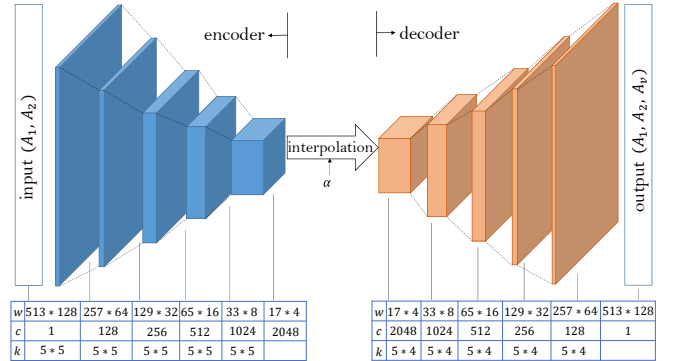 encoder
decoder
input (A₁, A₂)
interpolation
α
output (A₁, A₂, Aᵥ)
w 513 * 128 257 * 64 129 * 32 65 * 16 33 * 8 17 * 4
c 1 128 256 512 1024 2048
k 5 * 5 5 * 5 5 * 5 5 * 5 5 * 5
w 17 * 4 33 * 8 65 * 16 129 * 32 257 * 64 513 * 128
c 2048 1024 512 256 128 1
k 5 * 4 5 * 4 5 * 4 5 * 4 5 * 4